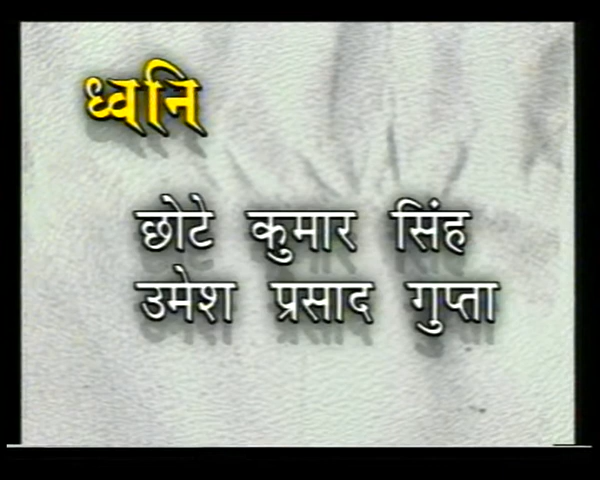 ध्वनि
छोटे कुमार सिंह
उमेश प्रसाद गुप्ता